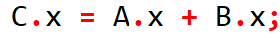 C.x = A.x + B.x;